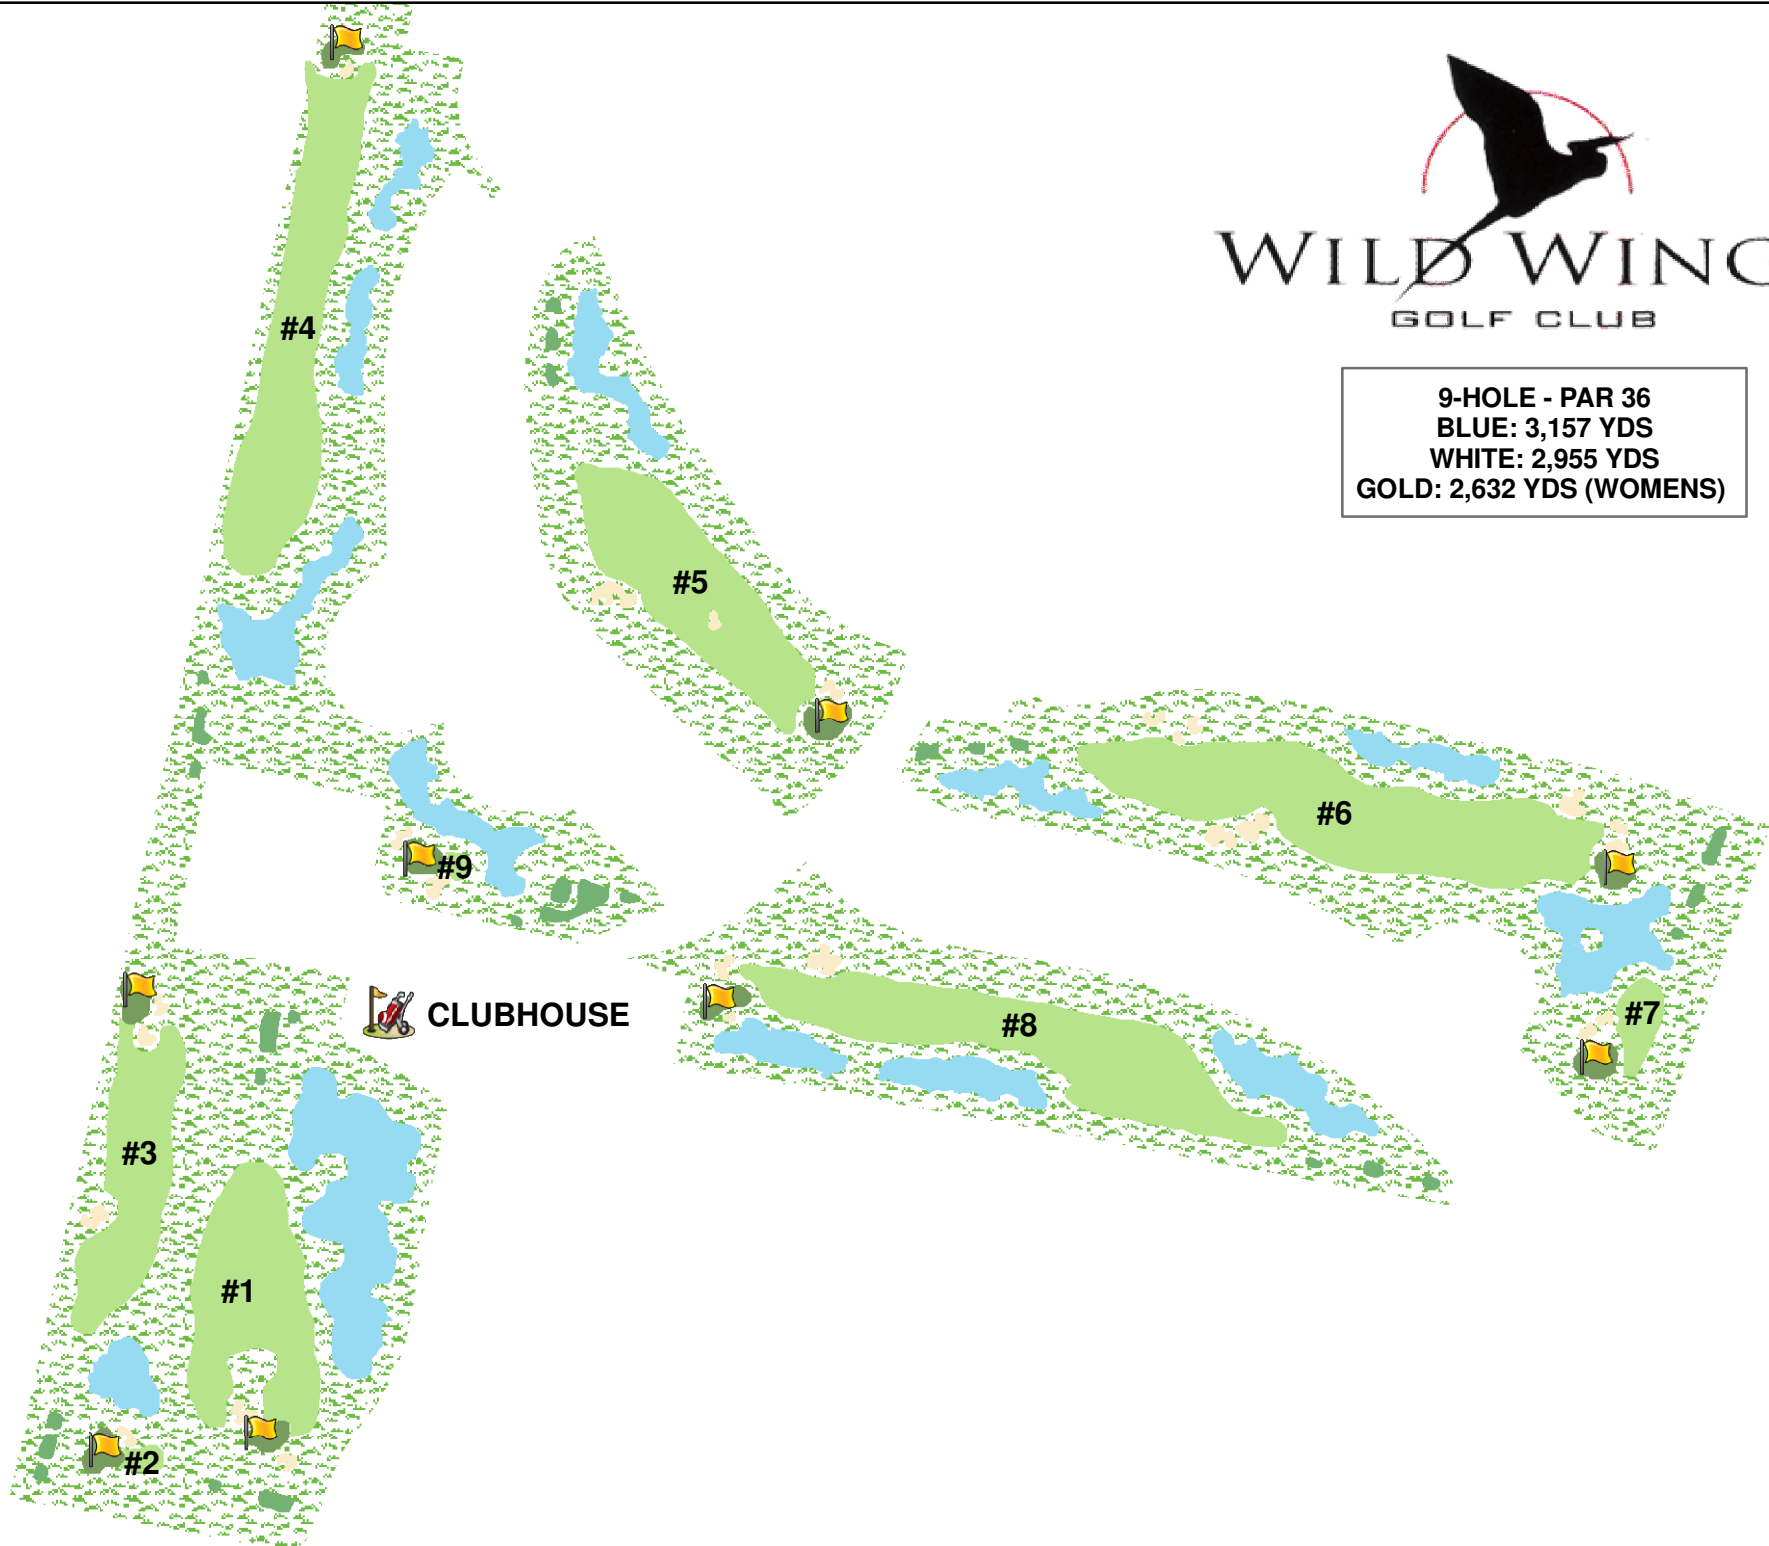 WILD WING
GOLF CLUB
9-HOLE - PAR 36
BLUE: 3,157 YDS
WHITE: 2,955 YDS
GOLD: 2,632 YDS (WOMENS)
#4
#5
#6
#9
#7
CLUBHOUSE
#8
#3
#1
#2